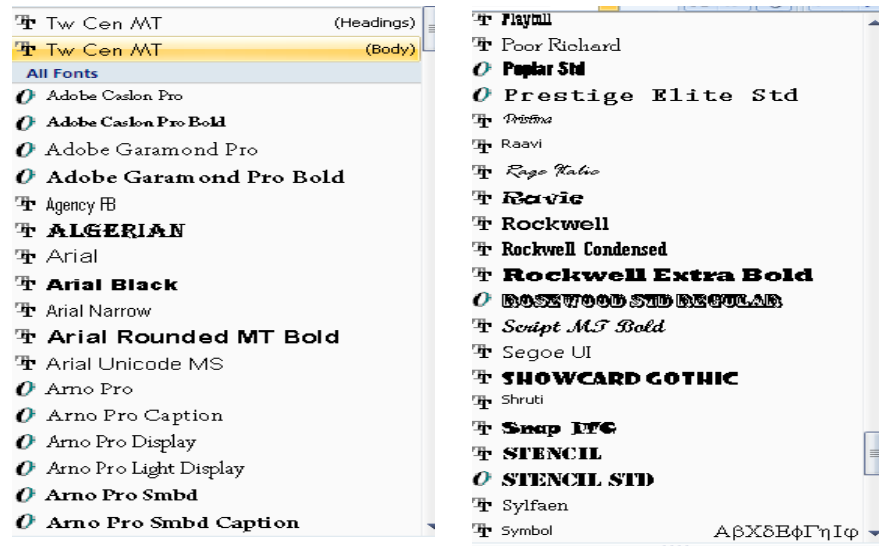 Tw Cen MT (Headings)
Tw Cen MT (Body)
All Fonts
Adobe Caslon Pro
Adobe Caslon Pro Bold
Adobe Garamond Pro
Adobe Garamond Pro Bold
Agency FB
ALGERIAN
Arial
Arial Black
Arial Narrow
Arial Rounded MT Bold
Arial Unicode MS
Arno Pro
Arno Pro Caption
Arno Pro Display
Arno Pro Light Display
Arno Pro Smbd
Arno Pro Smbd Caption
Playbill
Poor Richard
Poplar Std
Prestige Elite Std
Pristina
Raavi
Rage Italic
Ravie
Rockwell
Rockwell Condensed
Rockwell Extra Bold
ROSEWOOD STD REGULAR
Script MT Bold
Segoe UI
SHOWCARD GOTHIC
Shruti
Snap ITC
STENCIL
STENCIL STD
Sylfaen
Symbol ΑβΧδΕφΓηΙφ